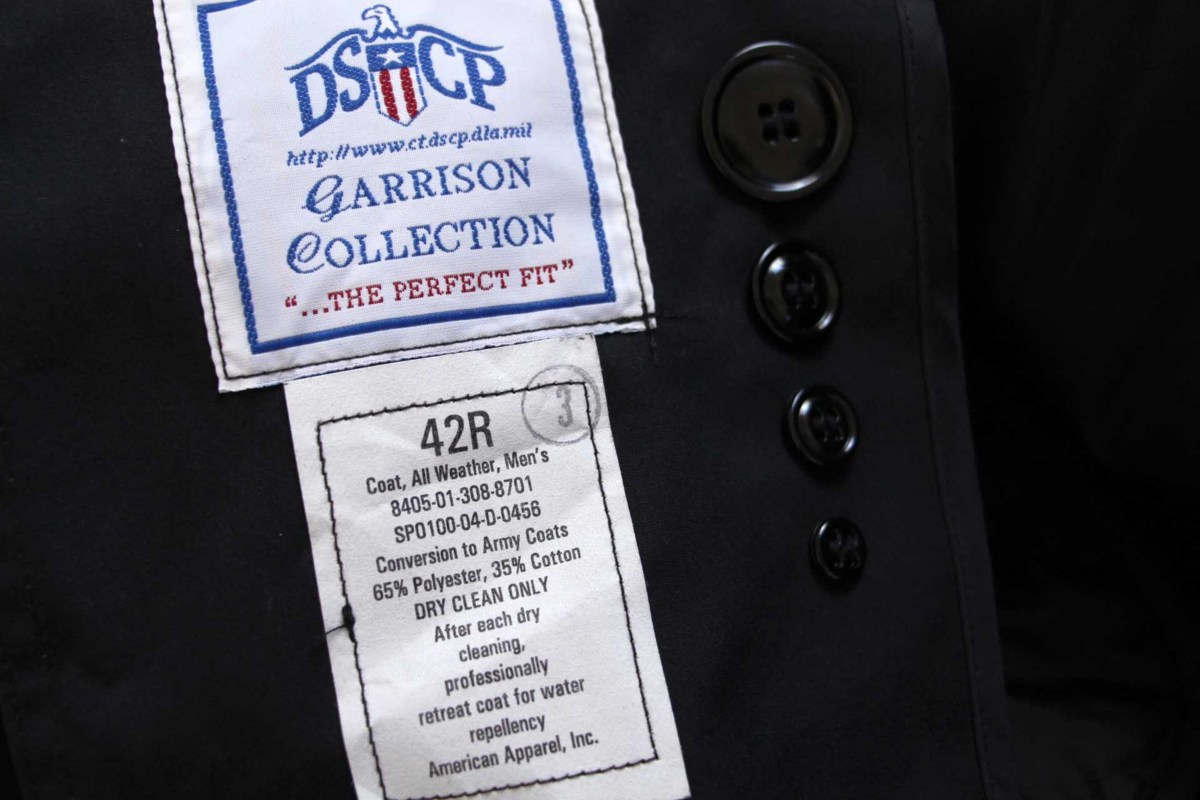 DSCP
http://www.ct.dscp.dla.mil
GARRISON
COLLECTION
"...THE PERFECT FIT"
3
42R
Coat, All Weather, Men's
8405-01-308-8701
SPO100-04-D-0456
Conversion to Army Coats
65% Polyester, 35% Cotton
DRY CLEAN ONLY
After each dry
cleaning,
professionally
retreat coat for water
repellency
American Apparel, Inc.